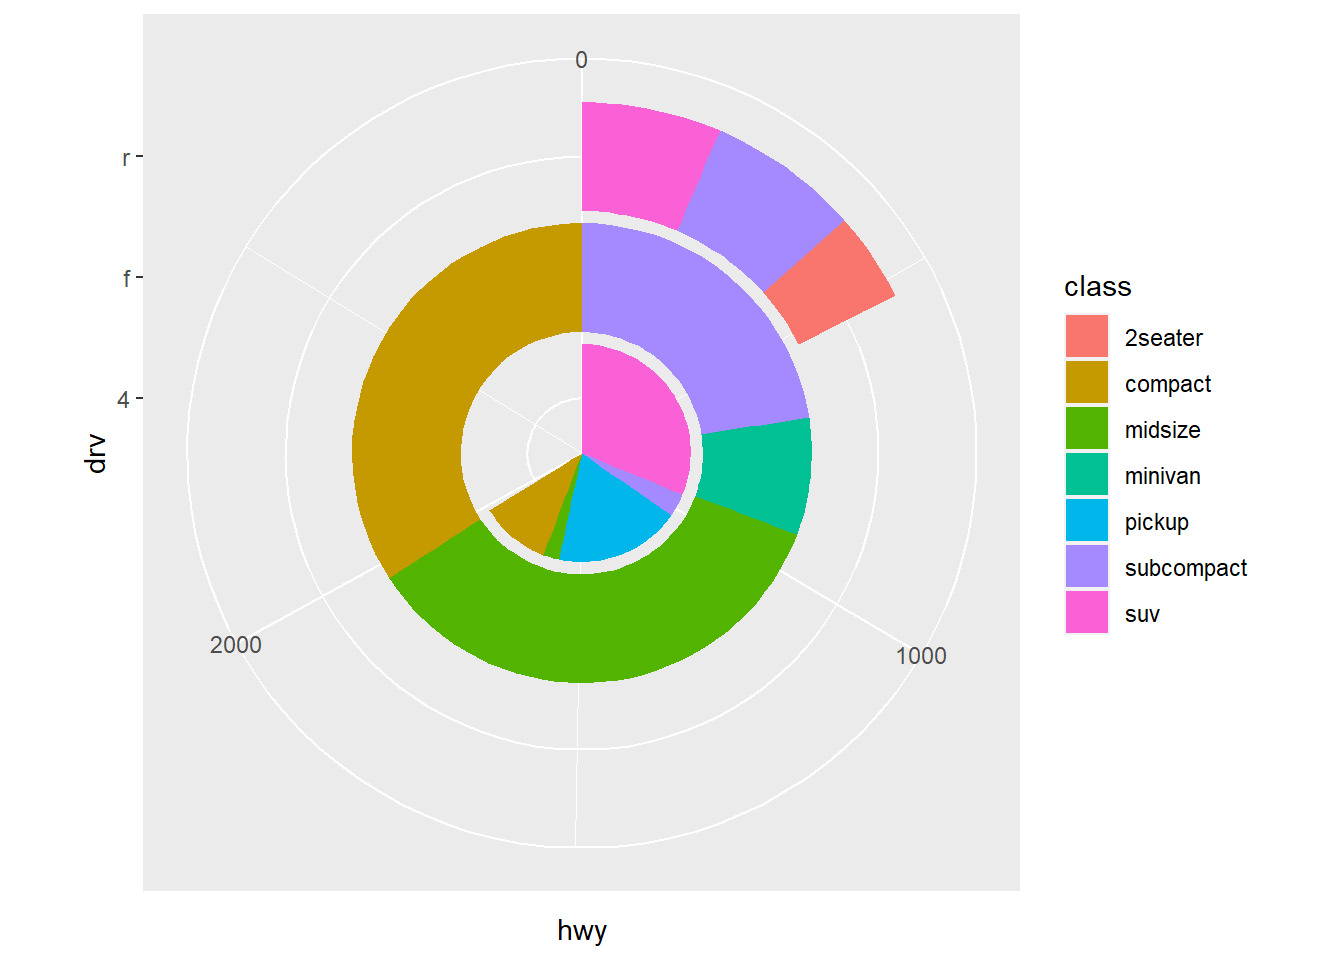 0
r
f
4
drv
2000
1000
hwy
class
2seater
compact
midsize
minivan
pickup
subcompact
suv